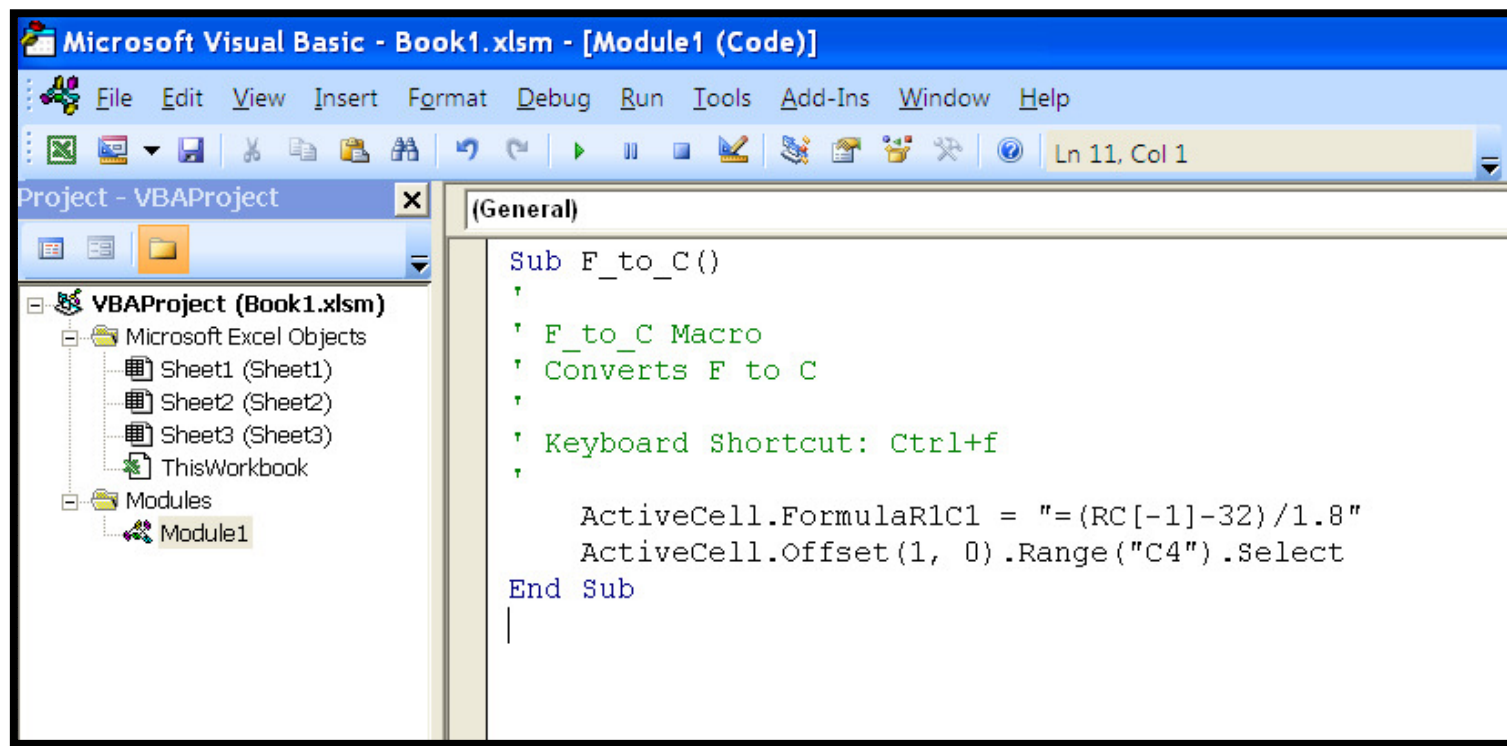 Microsoft Visual Basic - Book1.xlsm - [Module1 (Code)]
File Edit View Insert Format Debug Run Tools Add-Ins Window Help
Ln 11, Col 1
Project - VBAProject
(General)
VBAProject (Book1.xlsm)
Microsoft Excel Objects
Sheet1 (Sheet1)
Sheet2 (Sheet2)
Sheet3 (Sheet3)
ThisWorkbook
Modules
Module1
Sub F_to_C()
'
' F_to_C Macro
' Converts F to C
'
' Keyboard Shortcut: Ctrl+f
'
ActiveCell.FormulaR1C1 = "=(RC[-1]-32)/1.8"
ActiveCell.Offset(1, 0).Range("C4").Select
End Sub